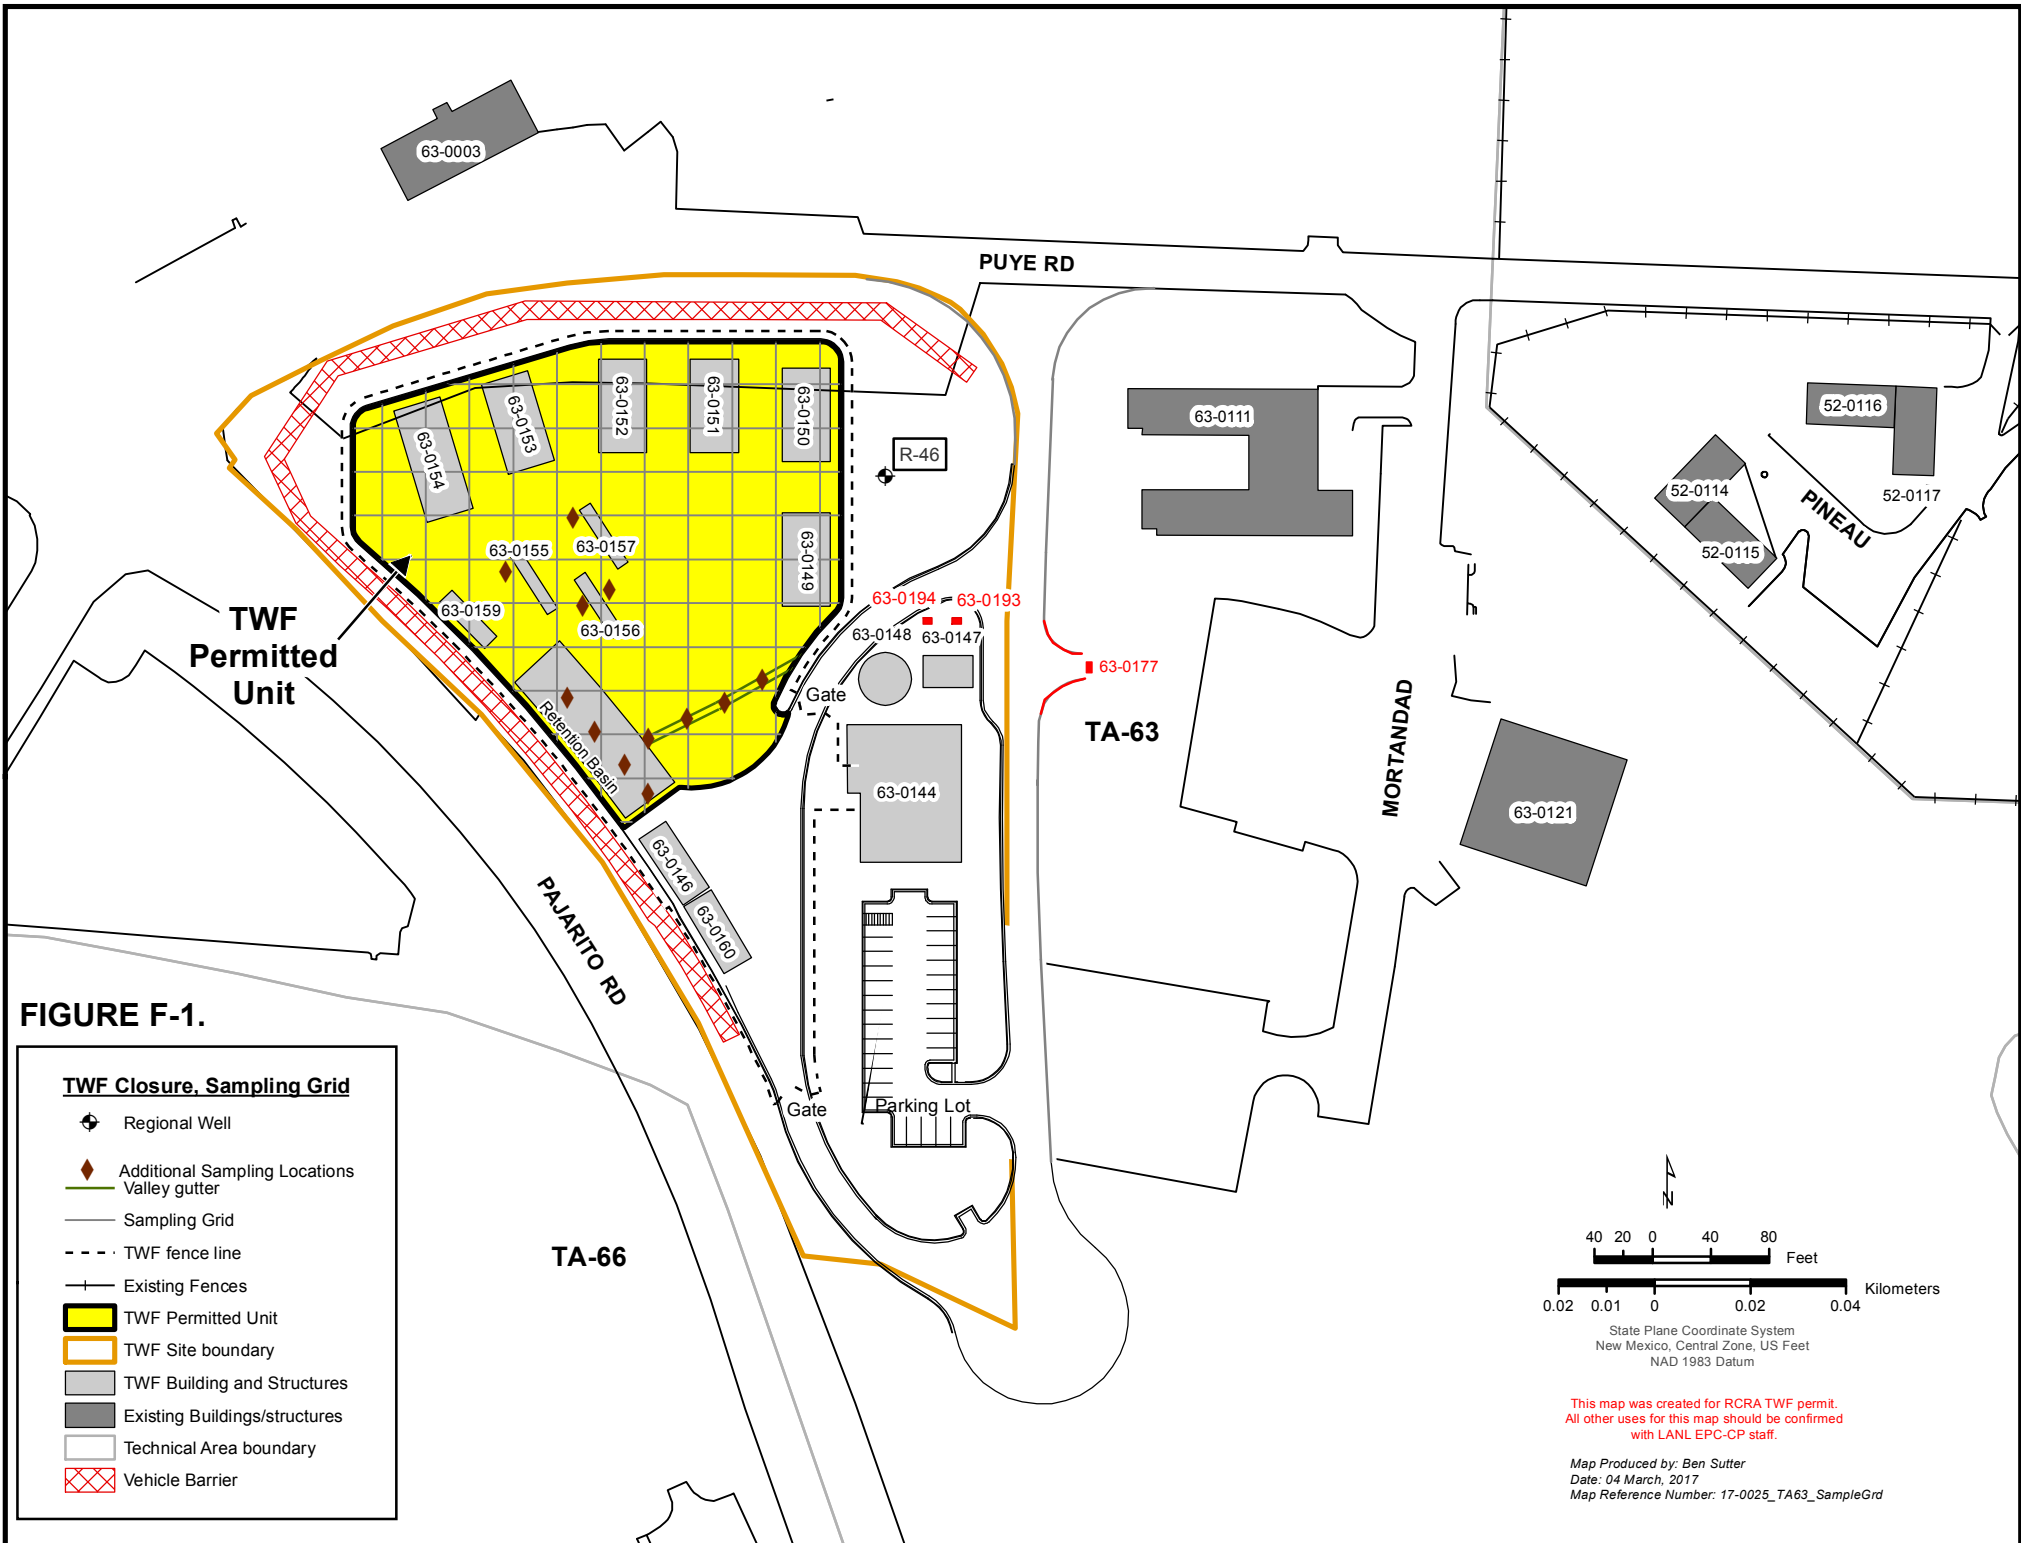 63-0003
PUYE RD
63-0152
63-0151
63-0150
63-0153
63-0154
R-46
63-0111
52-0116
52-0114
52-0117
PINEAU
52-0115
63-0155
63-0157
63-0149
63-0159
63-0156
63-0194
63-0193
63-0148
63-0147
TWF
Permitted
Unit
63-0177
Gate
Retention Basin
TA-63
MORTANDAD
63-0144
63-0121
63-0146
63-0160
PAJARITO RD
Gate
Parking Lot
TA-66
FIGURE F-1.
TWF Closure, Sampling Grid
Regional Well
Additional Sampling Locations
Valley gutter
Sampling Grid
TWF fence line
Existing Fences
TWF Permitted Unit
TWF Site boundary
TWF Building and Structures
Existing Buildings/structures
Technical Area boundary
Vehicle Barrier
N
40 20 0 40 80
Feet
Kilometers
0.02 0.01 0 0.02 0.04
State Plane Coordinate System
New Mexico, Central Zone, US Feet
NAD 1983 Datum
This map was created for RCRA TWF permit.
All other uses for this map should be confirmed
with LANL EPC-CP staff.
Map Produced by: Ben Sutter
Date: 04 March, 2017
Map Reference Number: 17-0025_TA63_SampleGrd